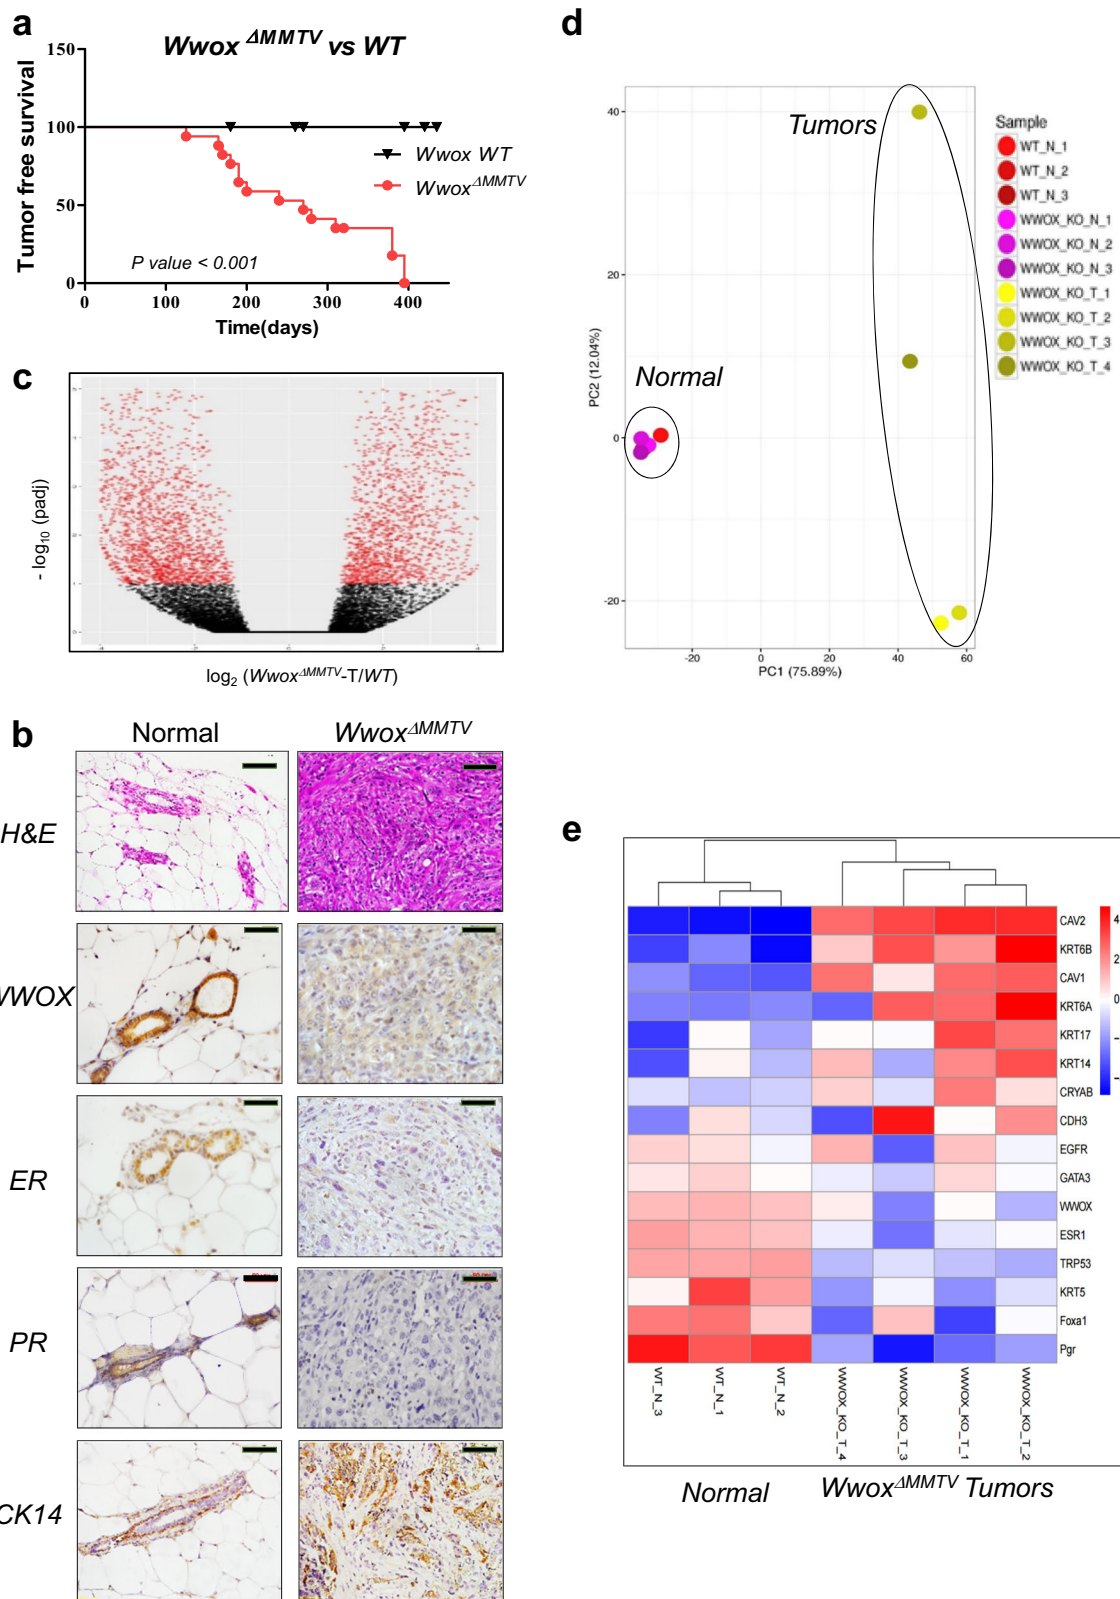 a
Wwox ΔMMTV vs WT
150
100
50
0
Tumor free survival
Wwox WT
WwoxΔMMTV
P value < 0.001
0 100 200 300 400
Time(days)
d
Tumors
Normal
40
20
0
-20
PC2 (12.04%)
-20 0 20 40 60
PC1 (75.89%)
Sample
WT_N_1
WT_N_2
WT_N_3
WWOX_KO_N_1
WWOX_KO_N_2
WWOX_KO_N_3
WWOX_KO_T_1
WWOX_KO_T_2
WWOX_KO_T_3
WWOX_KO_T_4
c
- log10 (padj)
log2 (WwoxΔMMTV-T/WT)
b
Normal WwoxΔMMTV
H&E
WWOX
ER
PR
CK14
e
CAV2
KRT6B
CAV1
KRT6A
KRT17
KRT14
CRYAB
CDH3
EGFR
GATA3
WWOX
ESR1
TRP53
KRT5
Foxa1
Pgr
4
2
0
WT_N_3
WT_N_1
WT_N_2
WWOX_KO_T_4
WWOX_KO_T_3
WWOX_KO_T_1
WWOX_KO_T_2
Normal WwoxΔMMTV Tumors